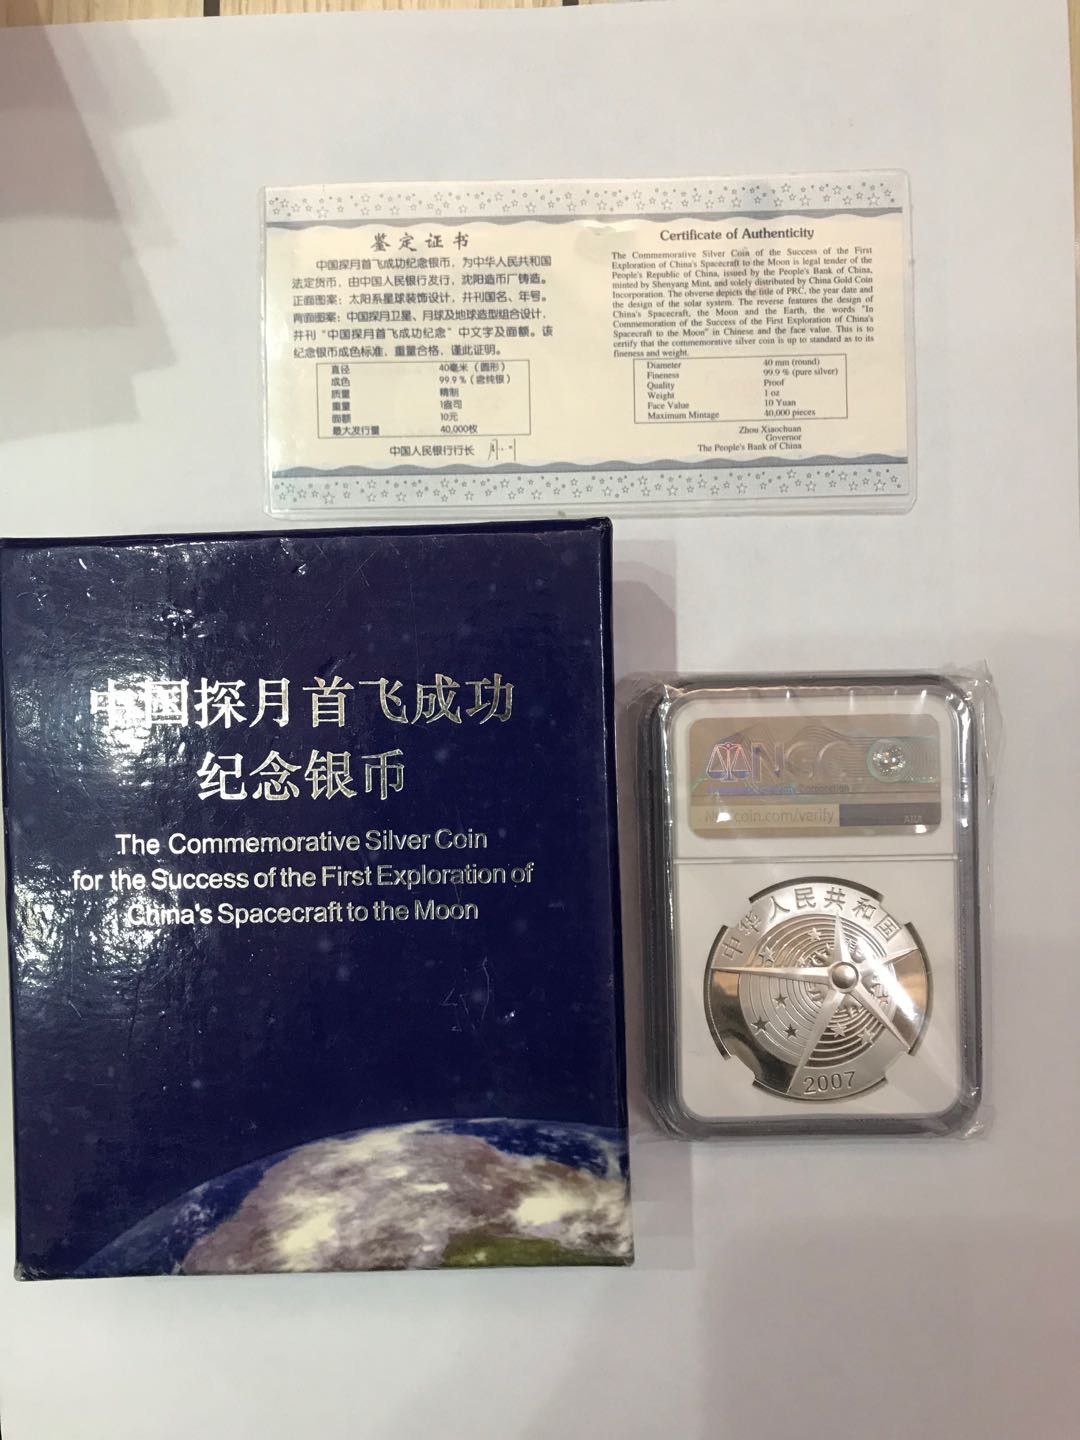 鉴定证书
中国探月首飞成功纪念银币，为中华人民共和国
法定货币，由中国人民银行发行，沈阳造币厂铸造。
正面图案：太阳系星球装饰设计，并刊国名、年号。
背面图案：中国探月卫星、月球及地球造型组合设计，
并刊“中国探月首飞成功纪念”中文字及面额。该
纪念银币成色标准，重量合格，谨此证明。
直径 40毫米（圆形）
成色 99.9%（含纯银）
质量 精制
重量 1盎司
面额 10元
最大发行量 40,000枚
中国人民银行行长
Certificate of Authenticity
The Commemorative Silver Coin of the Success of the First
Exploration of China's Spacecraft to the Moon is legal tender of the
People's Republic of China, issued by the People's Bank of China,
minted by Shenyang Mint, and solely distributed by China Gold Coin
Incorporation. The obverse depicts the title of PRC, the year date and
the design of the solar system. The reverse features the design of
China's Spacecraft, the Moon and the Earth, the words "In
Commemoration of the Success of the First Exploration of China's
Spacecraft to the Moon" in Chinese and the face value. This is to
certify that the commemorative silver coin is up to standard as to its
fineness and weight.
Diameter 40 mm (round)
Fineness 99.9 % (pure silver)
Quality Proof
Weight 1 oz
Face Value 10 Yuan
Maximum Mintage 40,000 pieces
Zhou Xiaochuan
Governor
The People's Bank of China
中国探月首飞成功
纪念银币
The Commemorative Silver Coin
for the Success of the First Exploration of
China's Spacecraft to the Moon
NGC
Corporation
coin.com/verify
中华人民共和国
2007